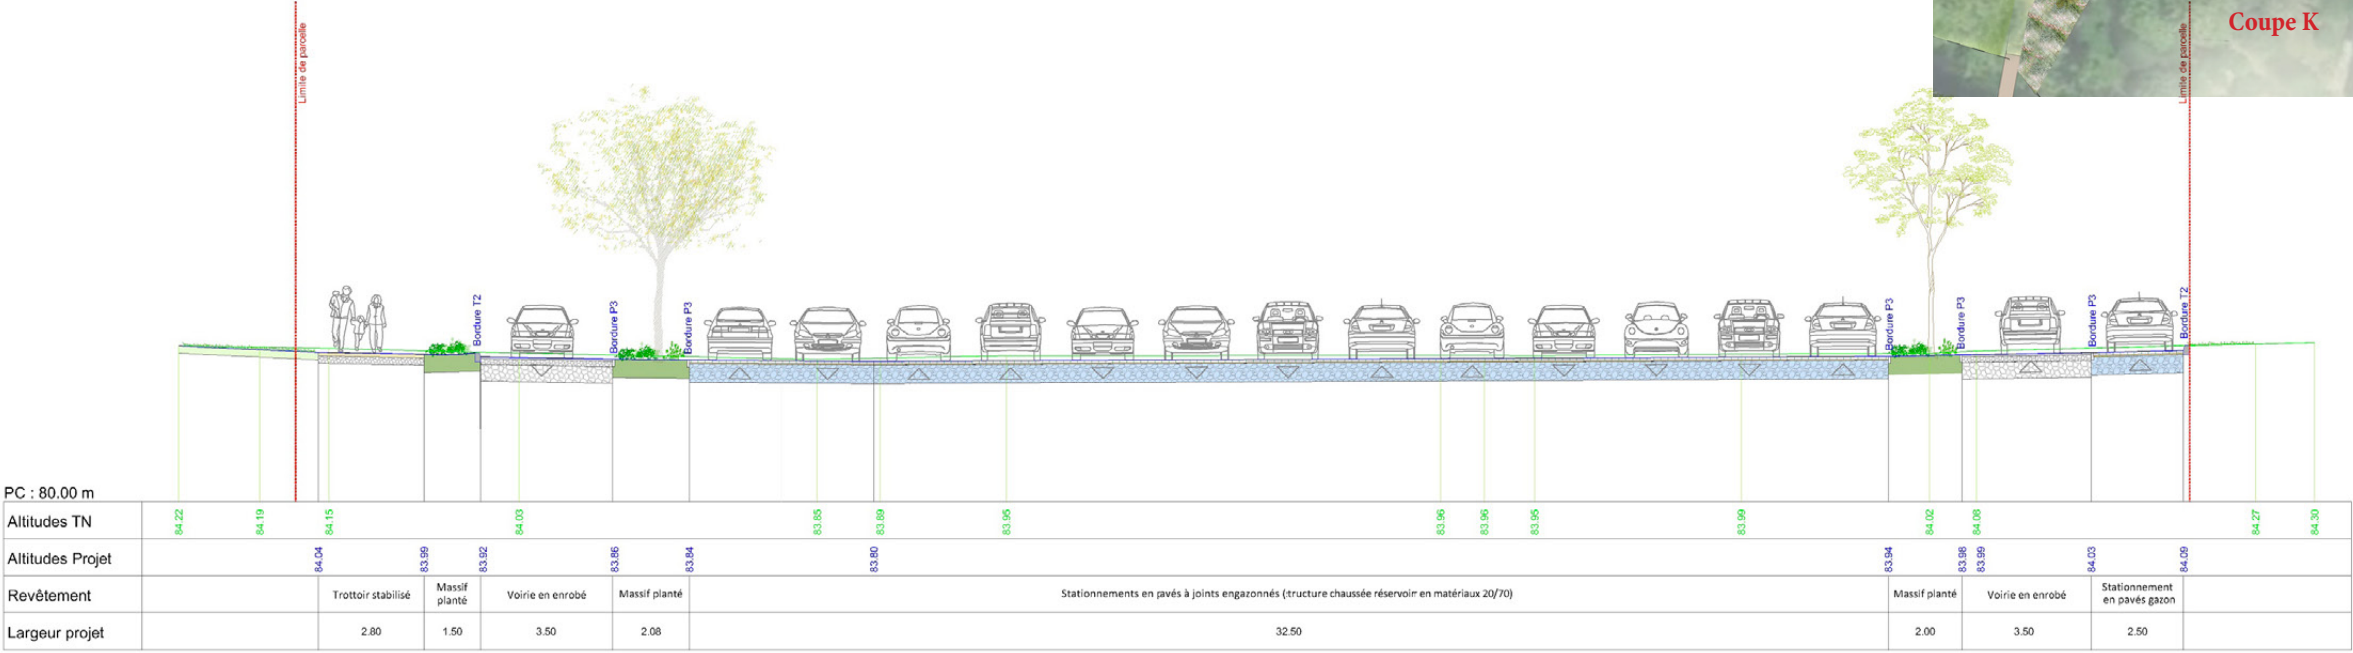 Coupe K
Limite de parcelle
Limite de parcelle
Bordure T2
Bordure P3
Bordure P3
Bordure P3
Bordure P3
Bordure P3
Bordure T2
PC : 80.00 m
Altitudes TN 84.22 84.19 84.15 84.03 83.85 83.89 83.95 83.96 83.96 83.95 83.99 84.02 84.08 84.27 84.30
Altitudes Projet 84.04 83.99 83.92 83.86 83.84 83.80 83.94 83.98 83.99 84.03 84.09
Revêtement
Trottoir stabilisé
Massif
planté
Voirie en enrobé
Massif planté
Stationnements en pavés à joints engazonnés (:tructure chaussée réservoir en matériaux 20/70)
Massif planté
Voirie en enrobé
Stationnement
en pavés gazon
Largeur projet 2.80 1.50 3.50 2.08 32.50 2.00 3.50 2.50